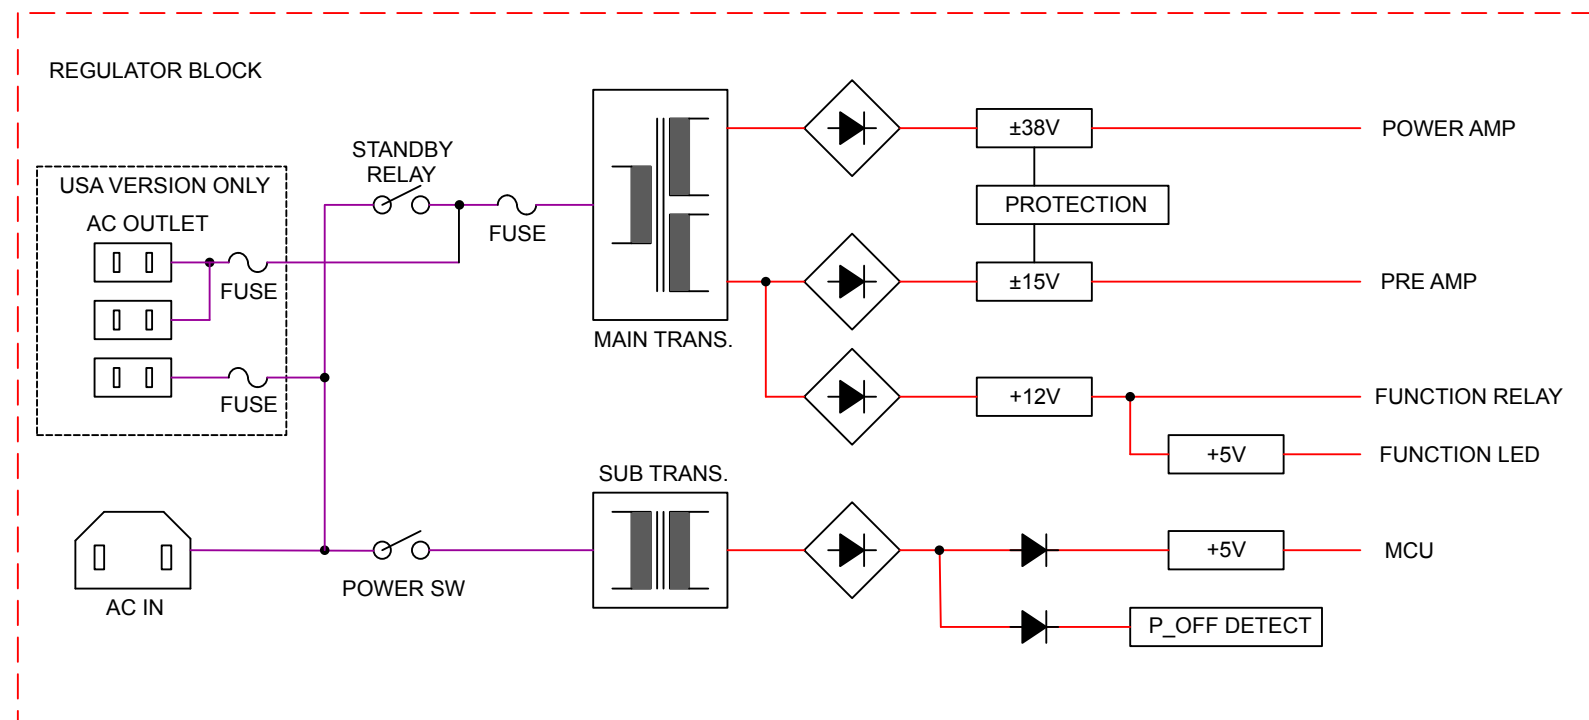 REGULATOR BLOCK
USA VERSION ONLY
AC OUTLET
FUSE
FUSE
STANDBY
RELAY
FUSE
MAIN TRANS.
±38V
POWER AMP
PROTECTION
±15V
PRE AMP
+12V
FUNCTION RELAY
+5V
FUNCTION LED
AC IN
POWER SW
SUB TRANS.
+5V
MCU
P_OFF DETECT